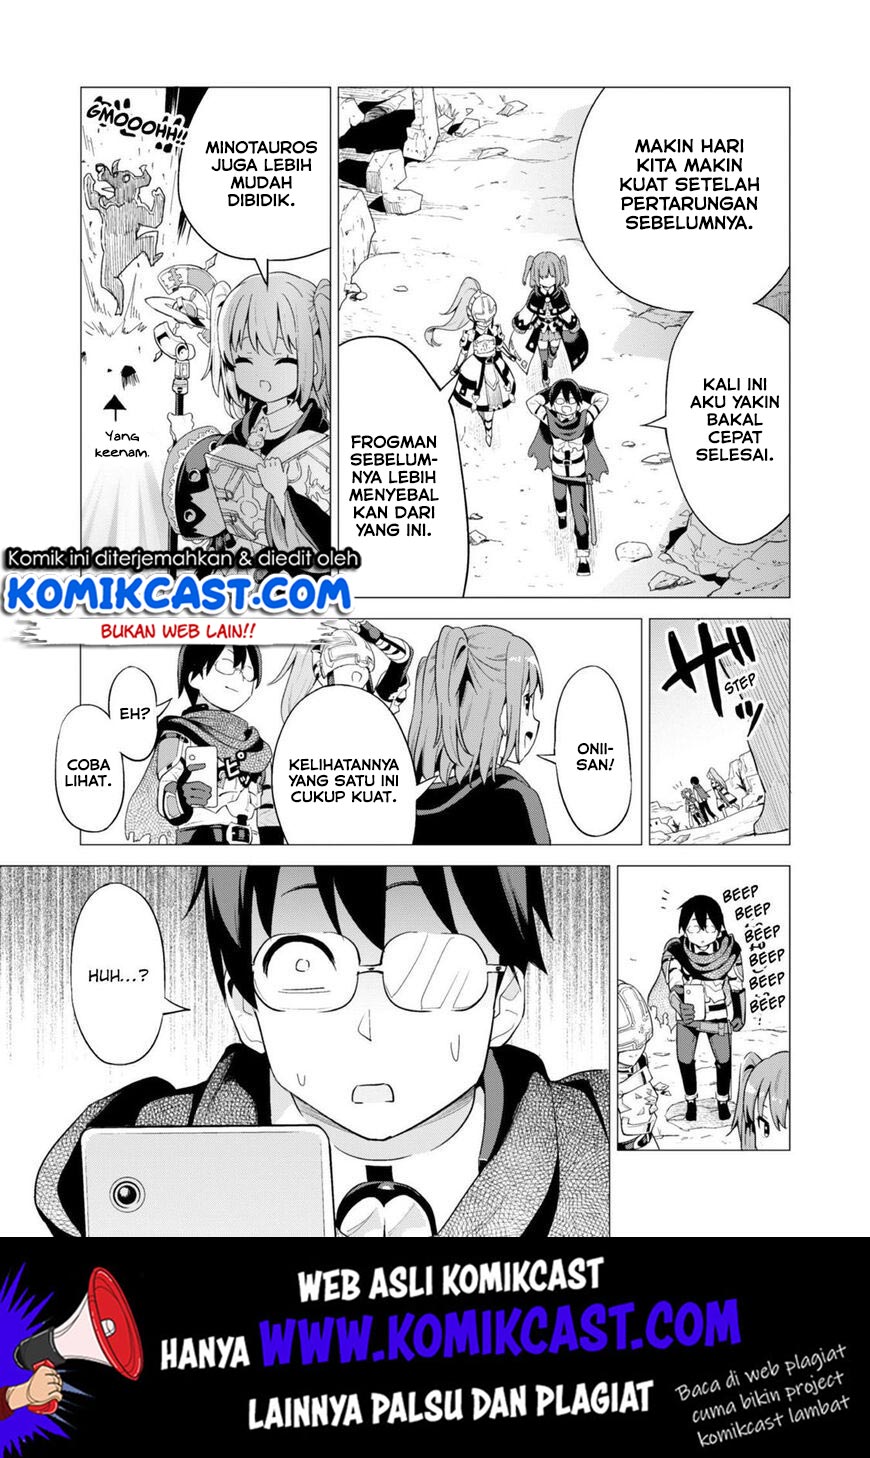 MAKIN HARI
KITA MAKIN
KUAT SETELAH
PERTARUNGAN
SEBELUMNYA.
KALI INI
AKU YAKIN
BAKAL
CEPAT
SELESAI.
FROGMAN
SEBELUM-
NYA LEBIH
MENYEBAL
KAN DARI
YANG INI.
MINOTAUROS
JUGA LEBIH
MUDAH
DIBIDIK.
GMOOOHH!!
Yang
keenam.
Komik ini diterjemahkan & diedit oleh
KOMIKCAST.COM
BUKAN WEB LAIN!!
ザッ
STEP
ONII-
SAN!
KELIHATANNYA
YANG SATU INI
CUKUP KUAT.
EH?
COBA
LIHAT.
ピッ
BEEP
BEEP
BEEP
BEEP
BEEP
BEEP
HUH...?
WEB ASLI KOMIKCAST
HANYA WWW.KOMIKCAST.COM
LAINNYA PALSU DAN PLAGIAT
Baca di web plagiat
cuma bikin project
komikcast lambat